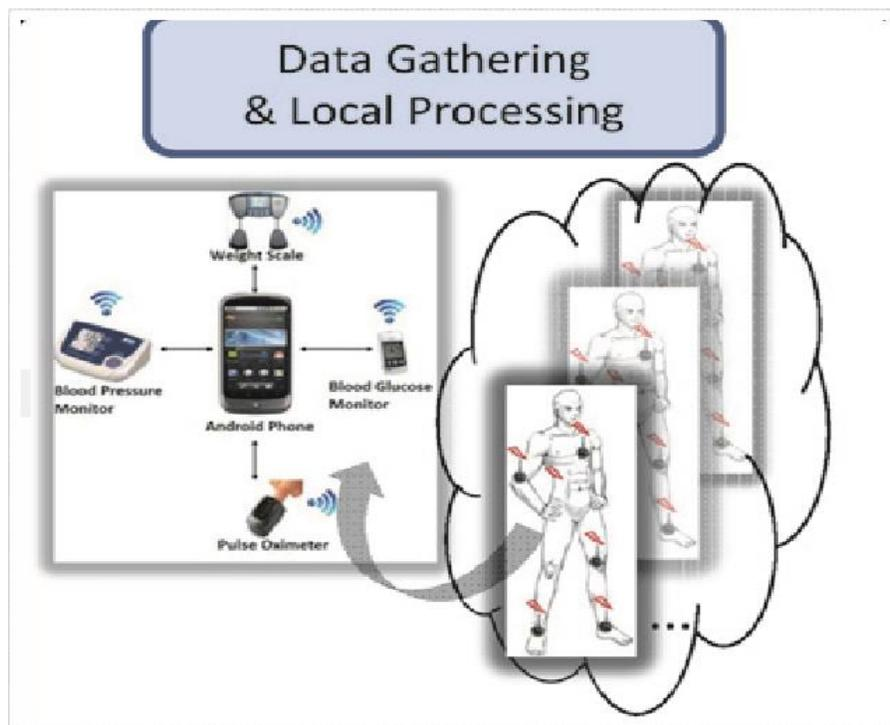 Data Gathering
& Local Processing
Weight Scale
Blood Pressure
Monitor
Blood Glucose
Monitor
Android Phone
Pulse Oximeter
...